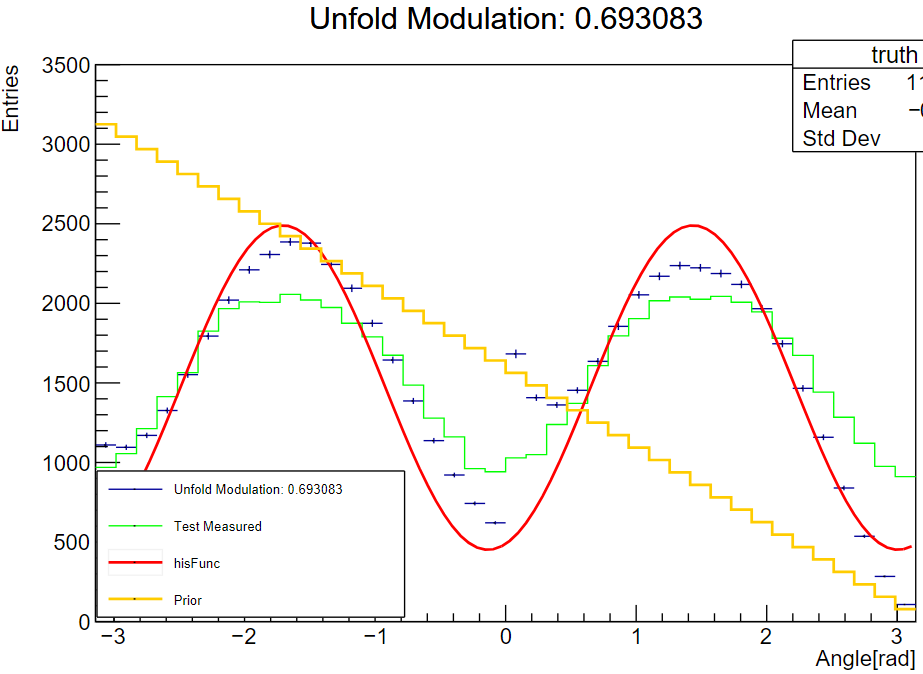 Unfold Modulation: 0.693083
Entries
3500
3000
2500
2000
1500
1000
500
0
truth
Entries
Mean
Std Dev
Unfold Modulation: 0.693083
Test Measured
hisFunc
Prior
−3 −2 −1 0 1 2 3
Angle[rad]